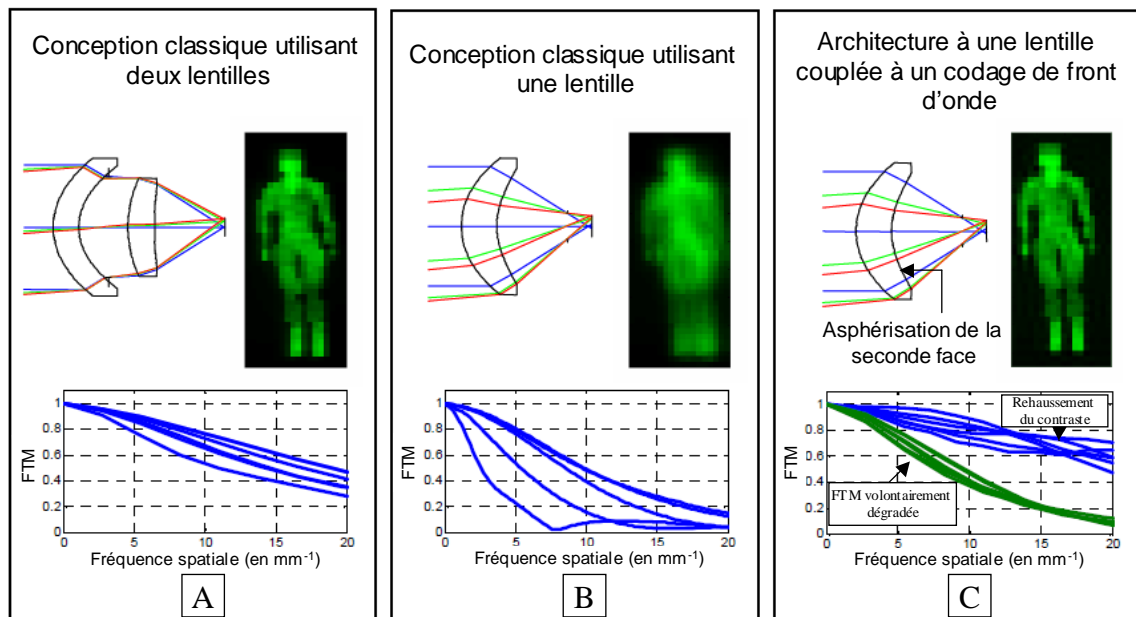 Conception classique utilisant
deux lentilles
FTM
1
0.8
0.6
0.4
0.2
0
0
5
10
15
20
Fréquence spatiale (en mm⁻¹)
A
Conception classique utilisant
une lentille
FTM
1
0.8
0.6
0.4
0.2
0
0
5
10
15
20
Fréquence spatiale (en mm⁻¹)
B
Architecture à une lentille
couplée à un codage de front
d'onde
Asphérisation de la
seconde face
FTM
1
0.8
0.6
0.4
0.2
0
Rehaussement
du contraste
FTM volontairement
dégradée
0
5
10
15
20
Fréquence spatiale (en mm⁻¹)
C